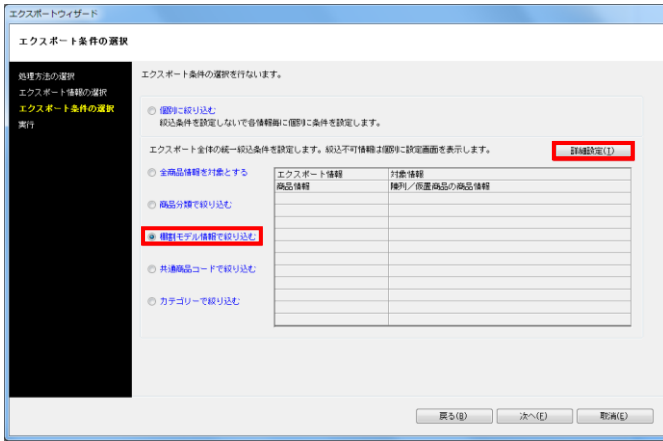 エクスポートウィザード
エクスポート条件の選択
処理方法の選択
エクスポート情報の選択
エクスポート条件の選択
実行
エクスポート条件の選択を行ないます。
個別に絞り込む
絞込条件を設定しないで各情報毎に個別に条件を設定します。
エクスポート全体の統一絞込条件を設定します。絞込不可情報は個別に設定画面を表示します。
詳細設定(T)
全商品情報を対象とする
商品分類で絞り込む
棚割モデル情報で絞り込む
共通商品コードで絞り込む
カテゴリーで絞り込む
エクスポート情報 対象情報
商品情報 陳列/仮置商品の商品情報
戻る(B) 次へ(F) 取消(E)